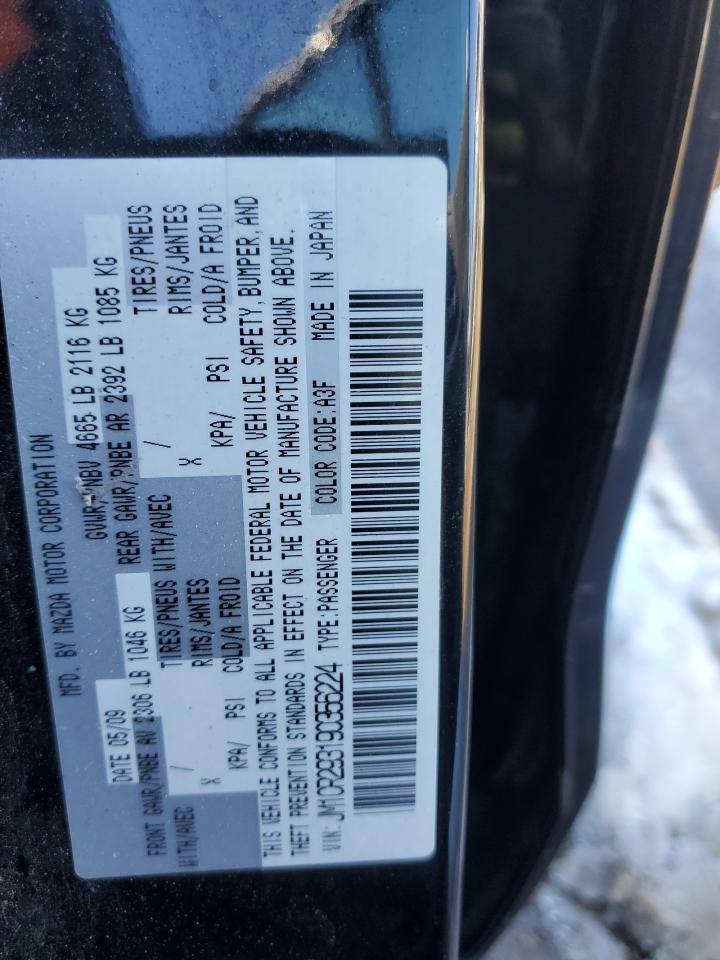 MFD. BY MAZDA MOTOR CORPORATION
DATE 05/09 GVWR/PNBV 4665 LB 2116 KG
FRONT GAWR/PNBE AV 2306 LB 1046 KG REAR GAWR/PNBE AR 2392 LB 1085 KG
WITH/AVEC / TIRES/PNEUS WITH/AVEC / TIRES/PNEUS
X RIMS/JANTES X RIMS/JANTES
KPA/ PSI COLD/A FROID KPA/ PSI COLD/A FROID
THIS VEHICLE CONFORMS TO ALL APPLICABLE FEDERAL MOTOR VEHICLE SAFETY, BUMPER, AND
THEFT PREVENTION STANDARDS IN EFFECT ON THE DATE OF MANUFACTURE SHOWN ABOVE.
VIN: JM1CR293190356224 TYPE:PASSENGER COLOR CODE:A3F MADE IN JAPAN